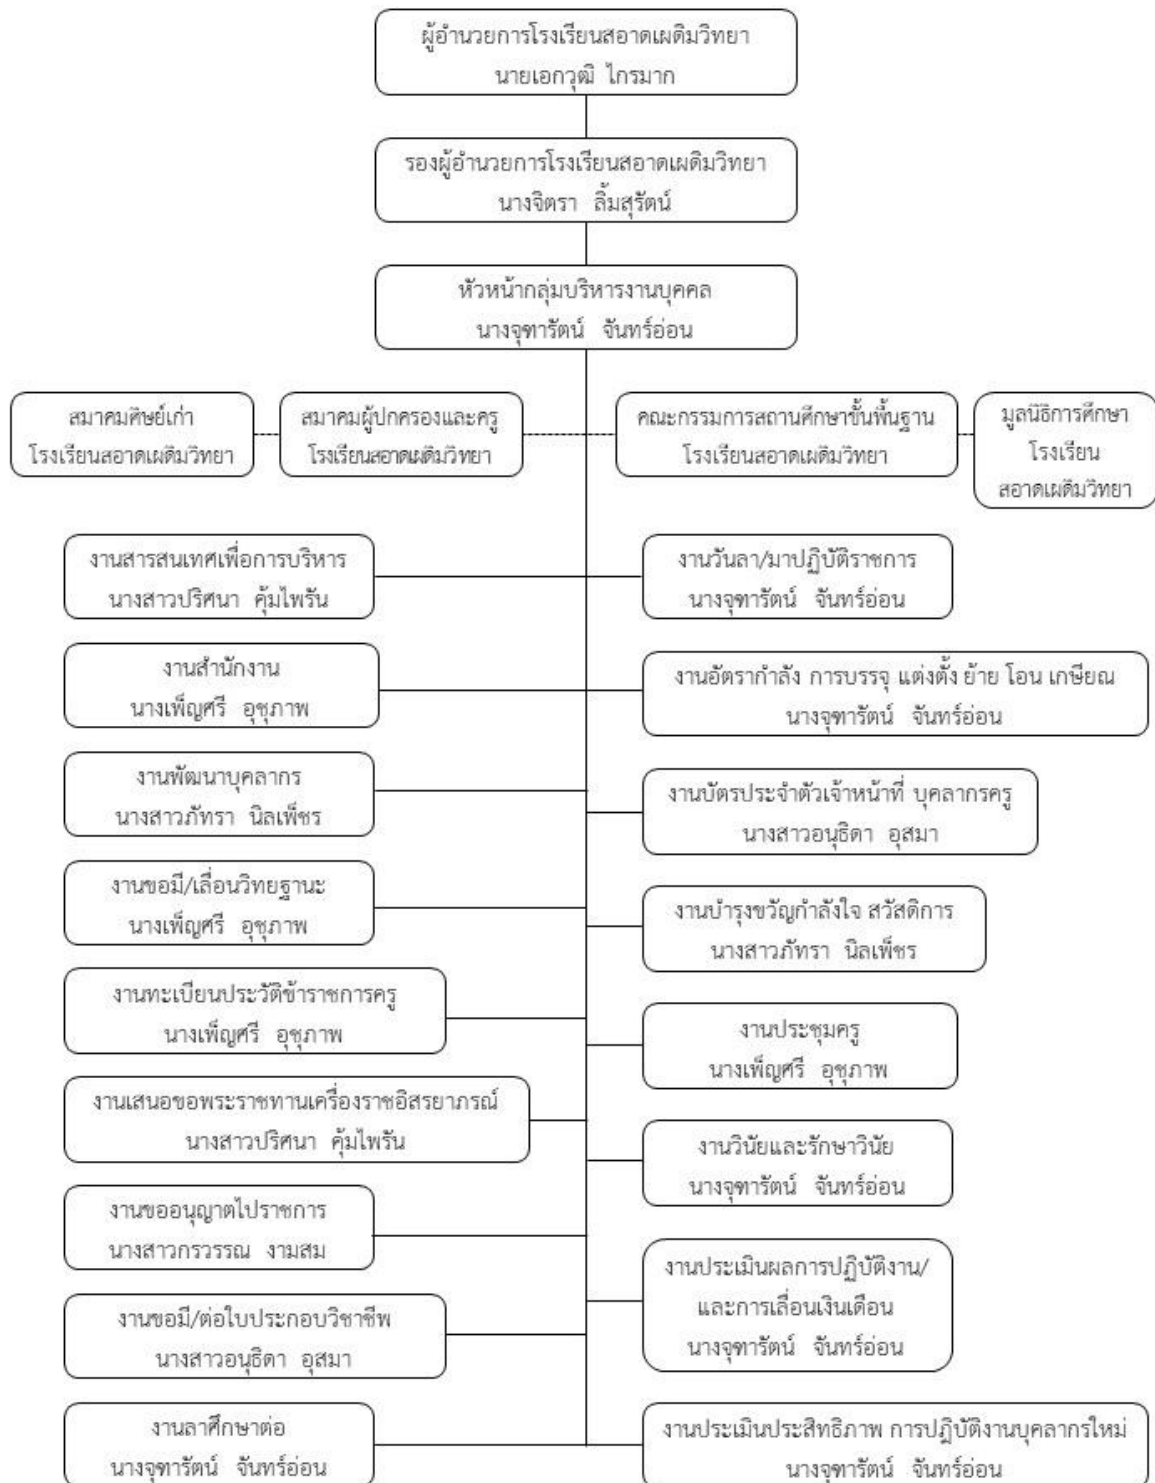 ผู้อำนวยการโรงเรียนสอาดเผดิมวิทยา
นายเอกวุฒิ ไกรมาก
รองผู้อำนวยการโรงเรียนสอาดเผดิมวิทยา
นางจิตรา ลิ้มสุรัตน์
หัวหน้ากลุ่มบริหารงานบุคคล
นางจุฑารัตน์ จันทร์อ่อน
สมาคมศิษย์เก่า
โรงเรียนสอาดเผดิมวิทยา
สมาคมผู้ปกครองและครู
โรงเรียนสอาดเผดิมวิทยา
คณะกรรมการสถานศึกษาขั้นพื้นฐาน
โรงเรียนสอาดเผดิมวิทยา
มูลนิธิการศึกษา
โรงเรียน
สอาดเผดิมวิทยา
งานสารสนเทศเพื่อการบริหาร
นางสาวปริศนา คุ้มไพรัน
งานวันลา/มาปฏิบัติราชการ
นางจุฑารัตน์ จันทร์อ่อน
งานสำนักงาน
นางเพ็ญศรี อุชุภาพ
งานอัตรากำลัง การบรรจุ แต่งตั้ง ย้าย โอน เกษียณ
นางจุฑารัตน์ จันทร์อ่อน
งานพัฒนาบุคลากร
นางสาวภัทรา นิลเพ็ชร
งานบัตรประจำตัวเจ้าหน้าที่ บุคลากรครู
นางสาวอนุธิดา อุสมา
งานขอมี/เลื่อนวิทยฐานะ
นางเพ็ญศรี อุชุภาพ
งานบำรุงขวัญกำลังใจ สวัสดิการ
นางสาวภัทรา นิลเพ็ชร
งานทะเบียนประวัติข้าราชการครู
นางเพ็ญศรี อุชุภาพ
งานประชุมครู
นางเพ็ญศรี อุชุภาพ
งานเสนอขอพระราชทานเครื่องราชอิสรยาภรณ์
นางสาวปริศนา คุ้มไพรัน
งานวินัยและรักษาวินัย
นางจุฑารัตน์ จันทร์อ่อน
งานขออนุญาตไปราชการ
นางสาวกรวรรณ งามสม
งานประเมินผลการปฏิบัติงาน/
และการเลื่อนเงินเดือน
นางจุฑารัตน์ จันทร์อ่อน
งานขอมี/ต่อใบประกอบวิชาชีพ
นางสาวอนุธิดา อุสมา
งานลาศึกษาต่อ
นางจุฑารัตน์ จันทร์อ่อน
งานประเมินประสิทธิภาพ การปฏิบัติงานบุคลากรใหม่
นางจุฑารัตน์ จันทร์อ่อน